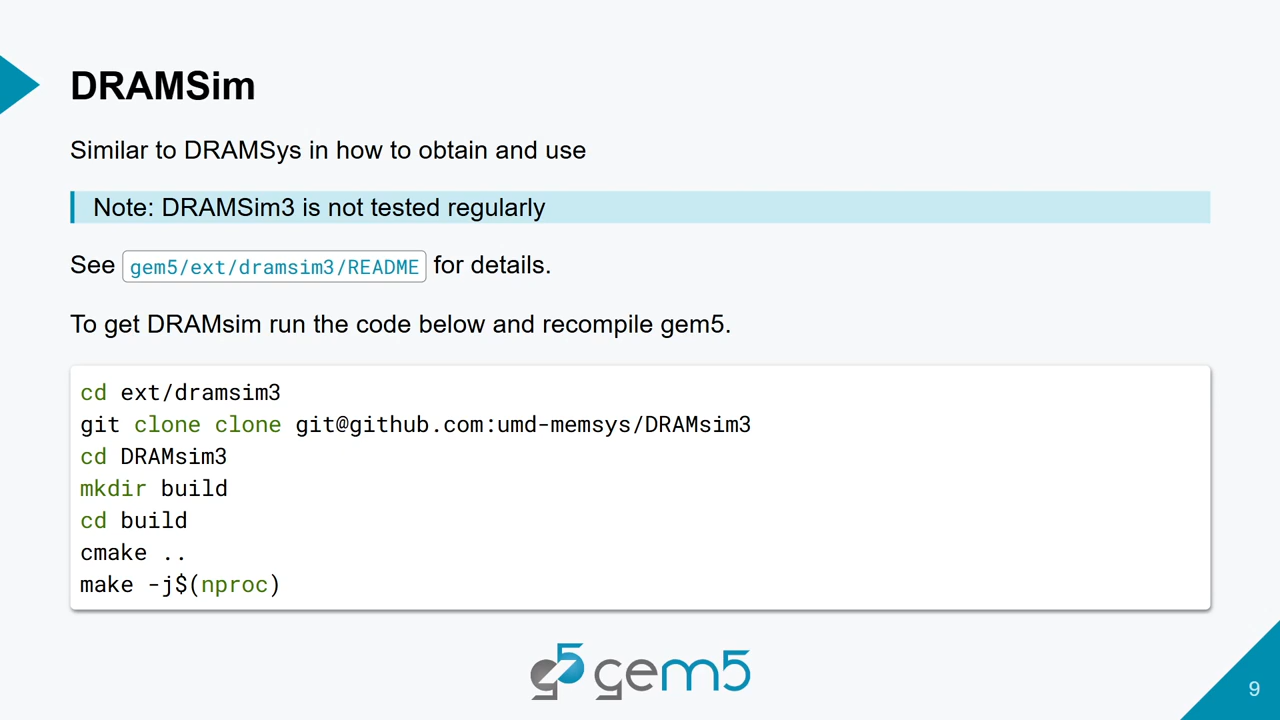 DRAMSim
Similar to DRAMSys in how to obtain and use
Note: DRAMSim3 is not tested regularly
See gem5/ext/dramsim3/README for details.
To get DRAMsim run the code below and recompile gem5.
cd ext/dramsim3
git clone clone git@github.com:umd-memsys/DRAMsim3
cd DRAMsim3
mkdir build
cd build
cmake ..
make -j$(nproc)
g5 gem5
9